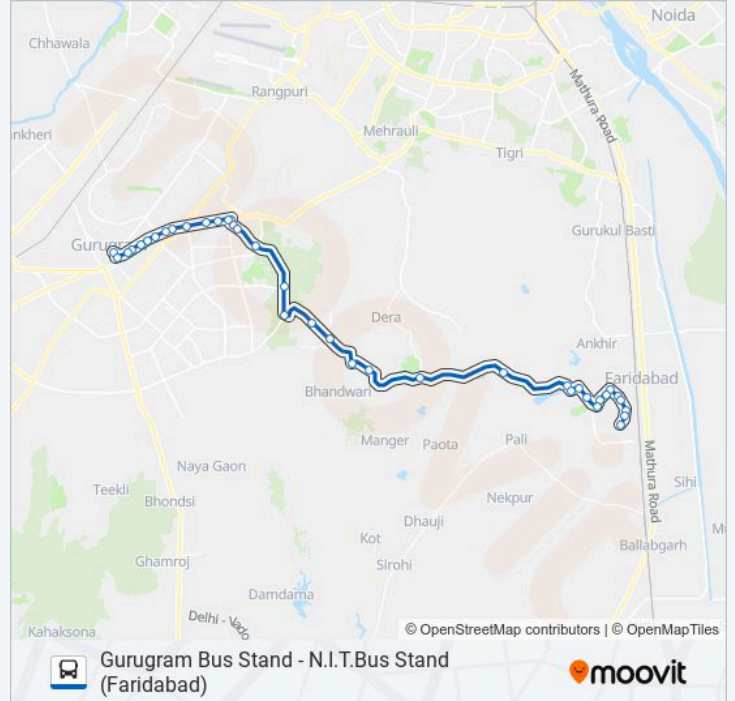 Noida
Chhawala
Rangpuri
Mathura Road
nkheri
Mehrauli
Tigri
Gurukul Basti
Gurugra
Dera
Ankhir
Faridabad
Bhandwari
Manger
Paota
Pali
Naya Gaon
Mathura Road
Sihi
Teekli
Bhondsi
Nekpur
Dhauji
Mu
Kot
Ballabgarh
Ghamroj
Sirohi
Damdama
Delhi - Vado
Kahaksona
© OpenStreetMap contributors | © OpenMapTiles
Gurugram Bus Stand - N.I.T.Bus Stand
(Faridabad)
moovit